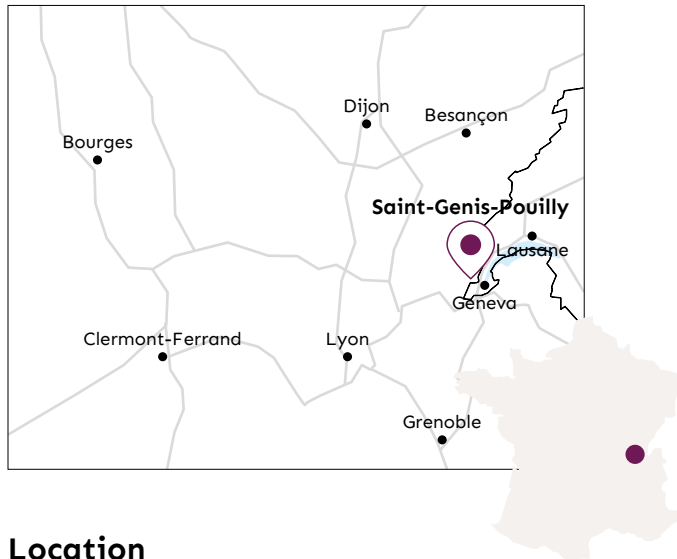 Dijon
Besançon
Bourges
Saint-Genis-Pouilly
Lausane
Geneva
Clermont-Ferrand
Lyon
Grenoble
Location